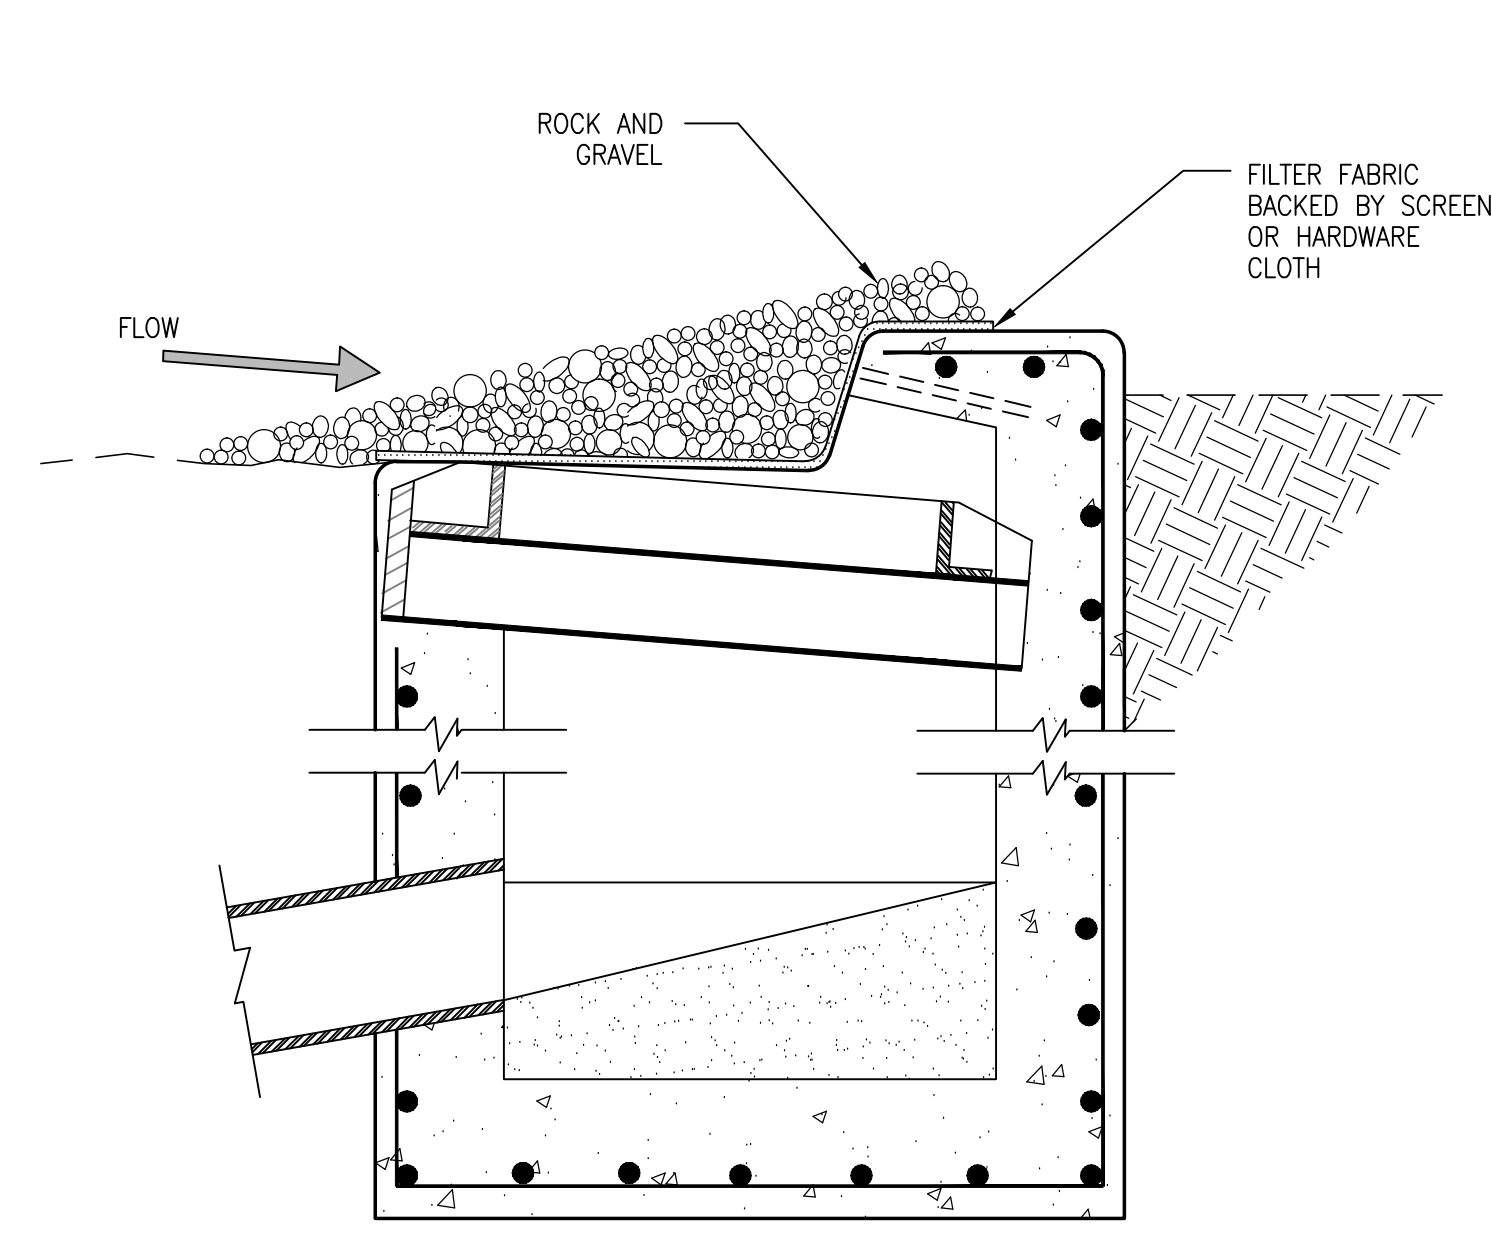 ROCK AND
GRAVEL
FILTER FABRIC
BACKED BY SCREEN
OR HARDWARE
CLOTH
FLOW